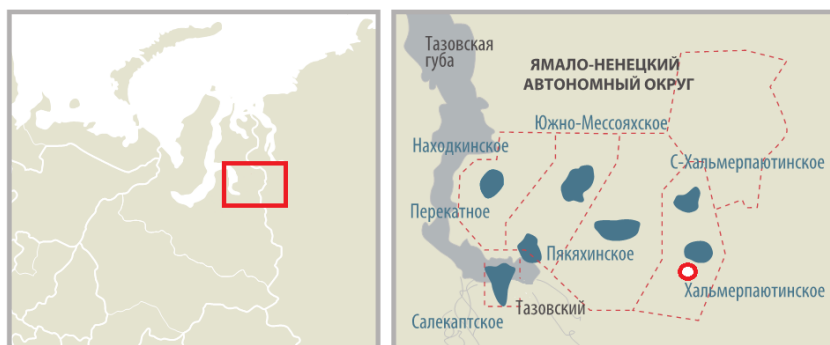 Тазовская
губа
ЯМАЛО-НЕНЕЦКИЙ
АВТОНОМНЫЙ ОКРУГ
Южно-Мессояхское
Находкинское
С-Хальмерпаютинское
Перекатное
Пякяхинское
Хальмерпаютинское
Тазовский
Салекаптское